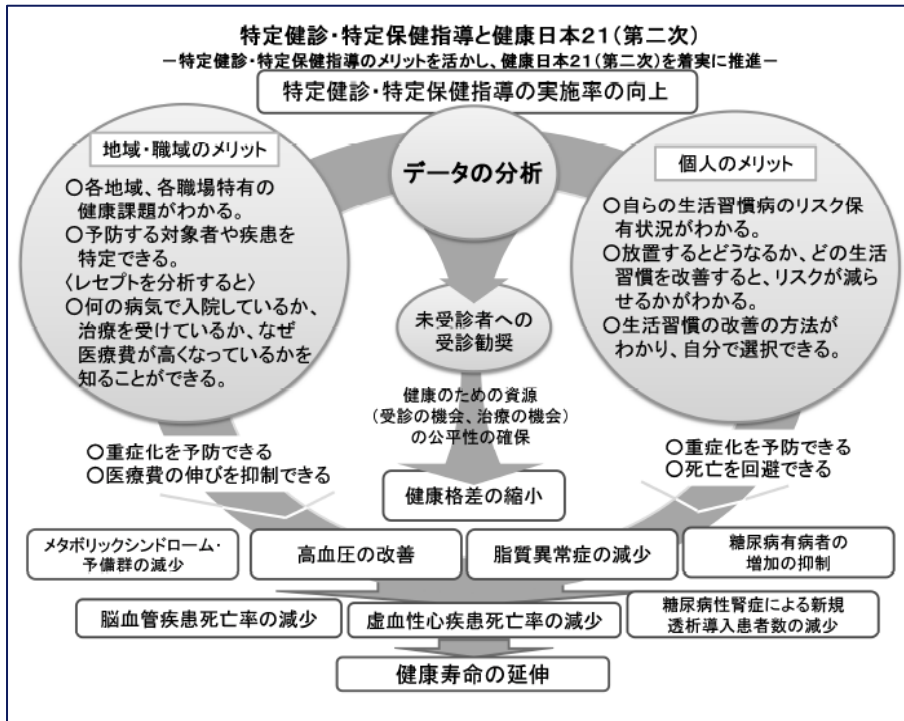 特定健診・特定保健指導と健康日本21(第二次)
－特定健診・特定保健指導のメリットを活かし、健康日本21(第二次)を着実に推進－
特定健診・特定保健指導の実施率の向上
地域・職域のメリット
○各地域、各職場特有の
健康課題がわかる。
○予防する対象者や疾患を
特定できる。
〈レセプトを分析すると〉
○何の病気で入院しているか、
治療を受けているか、なぜ
医療費が高くなっているかを
知ることができる。
データの分析
個人のメリット
○自らの生活習慣病のリスク保
有状況がわかる。
○放置するとどうなるか、どの生活
習慣を改善すると、リスクが減ら
せるかがわかる。
○生活習慣の改善の方法が
わかり、自分で選択できる。
未受診者への
受診勧奨
健康のための資源
(受診の機会、治療の機会)
の公平性の確保
○重症化を予防できる
○医療費の伸びを抑制できる
○重症化を予防できる
○死亡を回避できる
健康格差の縮小
メタボリックシンドローム・
予備群の減少
高血圧の改善
脂質異常症の減少
糖尿病有病者の
増加の抑制
脳血管疾患死亡率の減少
虚血性心疾患死亡率の減少
糖尿病性腎症による新規
透析導入患者数の減少
健康寿命の延伸